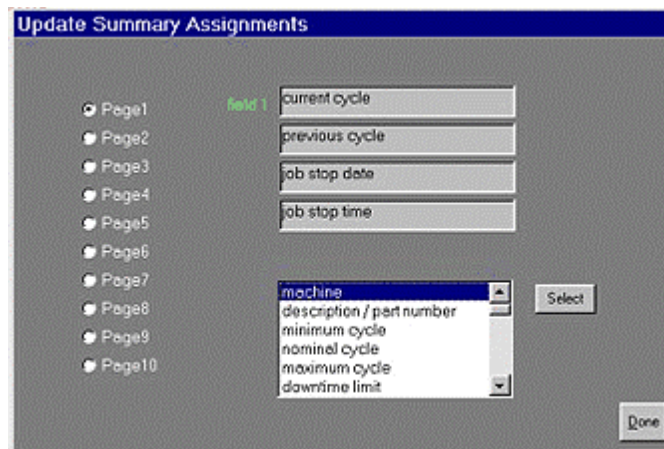 Update Summary Assignments
Page1
Page2
Page3
Page4
Page5
Page6
Page7
Page8
Page9
Page10
field 1
current cycle
previous cycle
job stop date
job stop time
machine
description / part number
minimum cycle
nominal cycle
maximum cycle
downtime limit
Select
Done